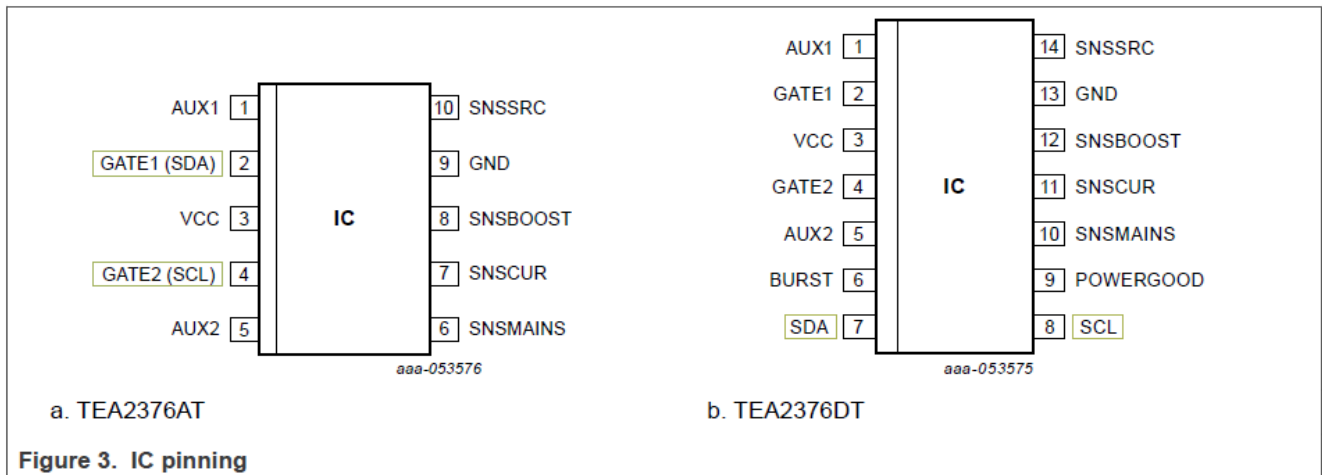 AUX1 1
GATE1 (SDA) 2
VCC 3
GATE2 (SCL) 4
AUX2 5
IC
10 SNSSRC
9 GND
8 SNSBOOST
7 SNSCUR
6 SNSMAINS
aaa-053576
a. TEA2376AT
AUX1 1
GATE1 2
VCC 3
GATE2 4
AUX2 5
BURST 6
SDA 7
IC
14 SNSSRC
13 GND
12 SNSBOOST
11 SNSCUR
10 SNSMAINS
9 POWERGOOD
8 SCL
aaa-053575
b. TEA2376DT
Figure 3. IC pinning